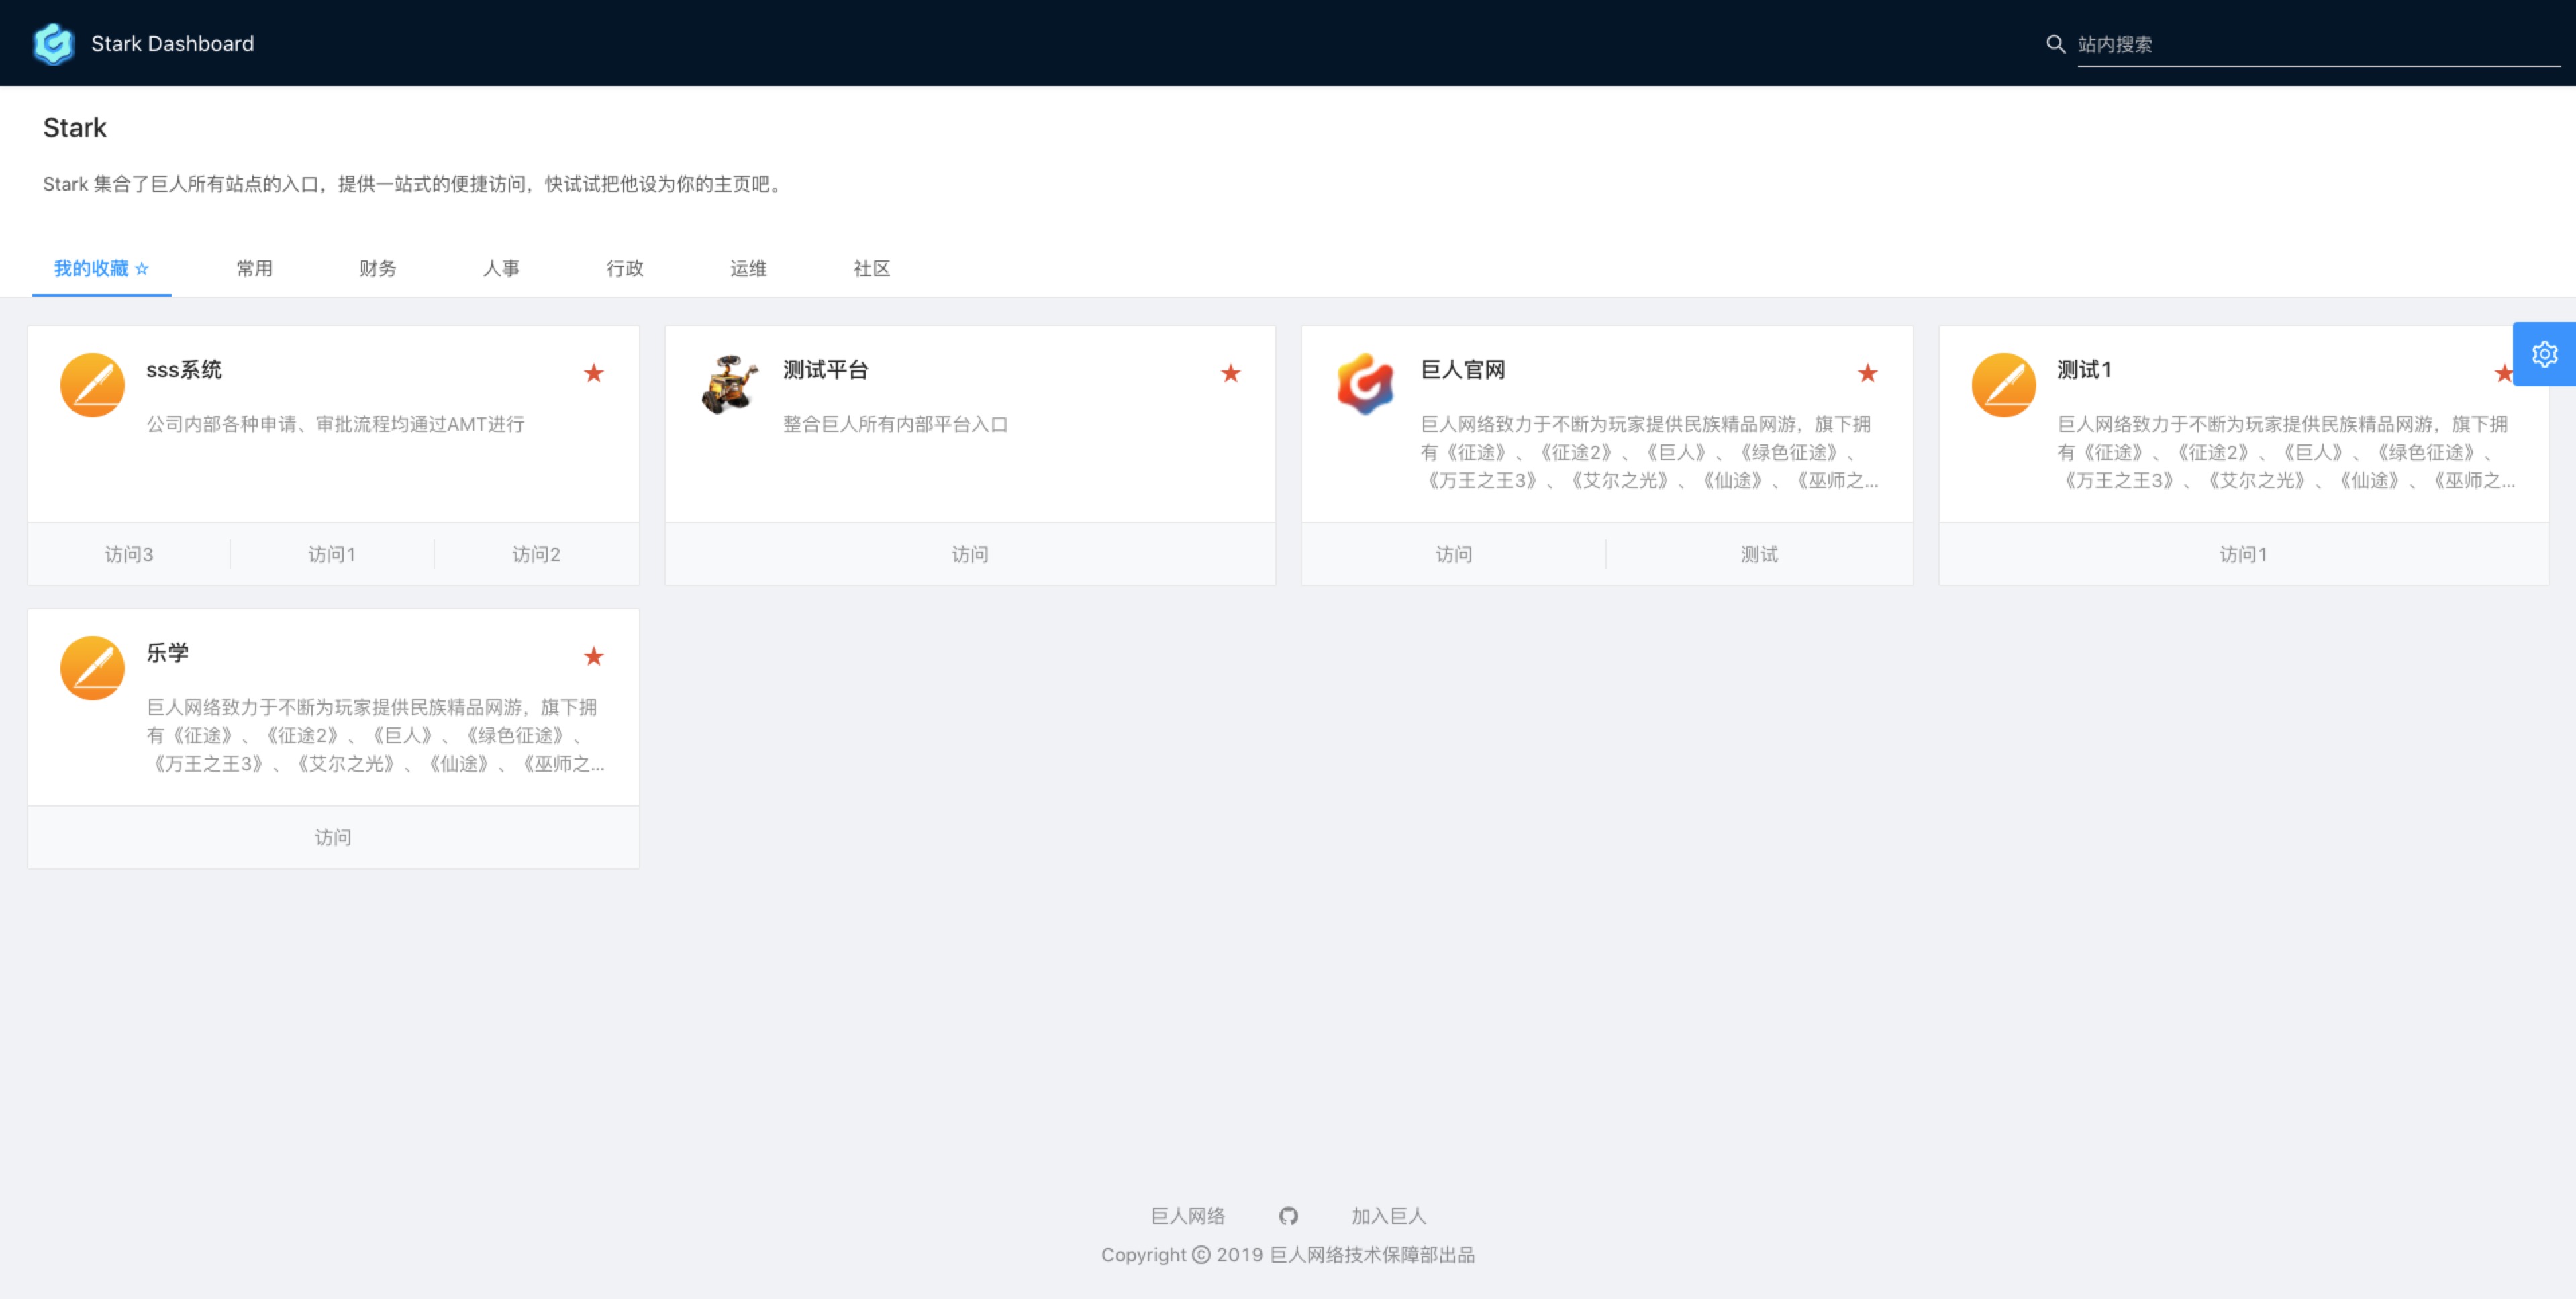 Stark Dashboard
站内搜索
Stark
Stark 集合了巨人所有站点的入口，提供一站式的便捷访问，快试试把他设为你的主页吧。
我的收藏 ☆ 常用 财务 人事 行政 运维 社区
sss系统
公司内部各种申请、审批流程均通过AMT进行
访问3 访问1 访问2
测试平台
整合巨人所有内部平台入口
访问
巨人官网
巨人网络致力于不断为玩家提供民族精品网游，旗下拥
有《征途》、《征途2》、《巨人》、《绿色征途》、
《万王之王3》、《艾尔之光》、《仙途》、《巫师之...
访问 测试
测试1
巨人网络致力于不断为玩家提供民族精品网游，旗下拥
有《征途》、《征途2》、《巨人》、《绿色征途》、
《万王之王3》、《艾尔之光》、《仙途》、《巫师之...
访问1
乐学
巨人网络致力于不断为玩家提供民族精品网游，旗下拥
有《征途》、《征途2》、《巨人》、《绿色征途》、
《万王之王3》、《艾尔之光》、《仙途》、《巫师之...
访问
巨人网络 加入巨人
Copyright © 2019 巨人网络技术保障部出品